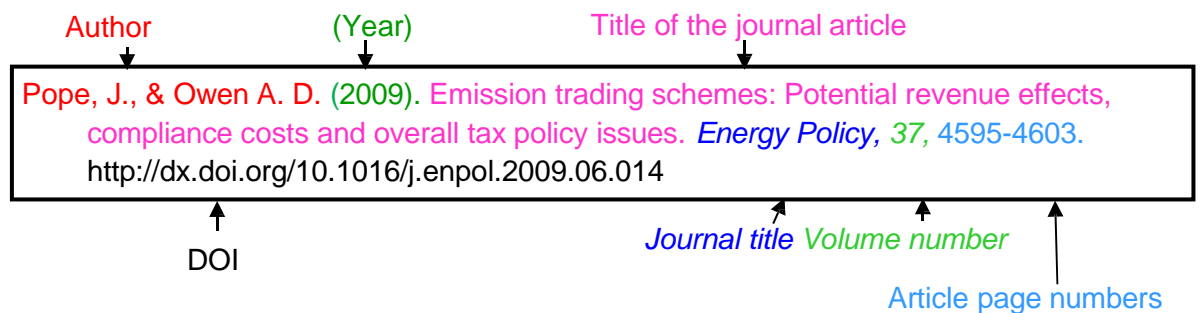 Author (Year) Title of the journal article
Pope, J., & Owen A. D. (2009). Emission trading schemes: Potential revenue effects,
compliance costs and overall tax policy issues. Energy Policy, 37, 4595-4603.
http://dx.doi.org/10.1016/j.enpol.2009.06.014
Journal title Volume number
DOI
Article page numbers